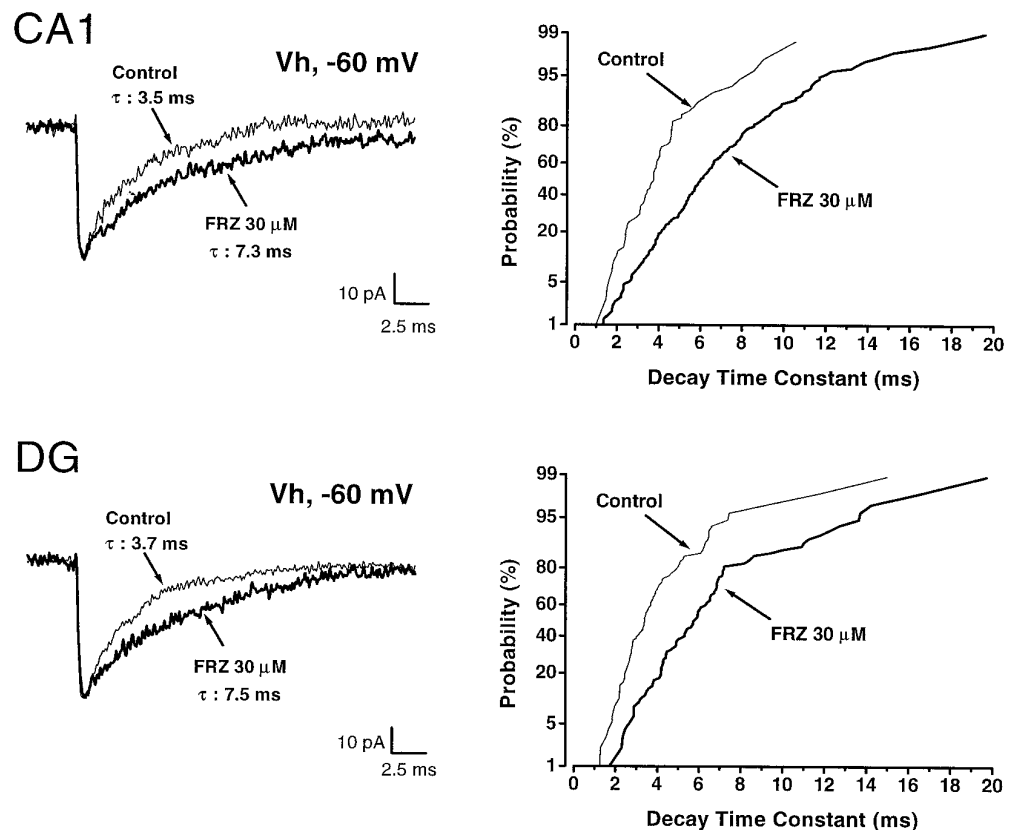 CA1
Vh, -60 mV
Control
τ : 3.5 ms
FRZ 30 µM
τ : 7.3 ms
10 pA
2.5 ms
Probability (%)
99
95
80
60
40
20
5
1
Control
FRZ 30 µM
0 2 4 6 8 10 12 14 16 18 20
Decay Time Constant (ms)
DG
Vh, -60 mV
Control
τ : 3.7 ms
FRZ 30 µM
τ : 7.5 ms
10 pA
2.5 ms
Probability (%)
99
95
80
60
40
20
5
1
Control
FRZ 30 µM
0 2 4 6 8 10 12 14 16 18 20
Decay Time Constant (ms)